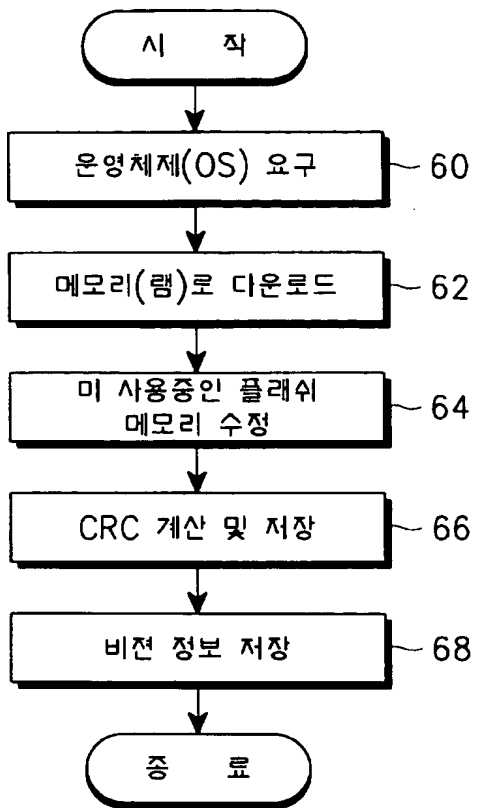 시 작
운영체제(OS) 요구 60
메모리(램)로 다운로드 62
미 사용중인 플래쉬
메모리 수정 64
CRC 계산 및 저장 66
비젼 정보 저장 68
종 료